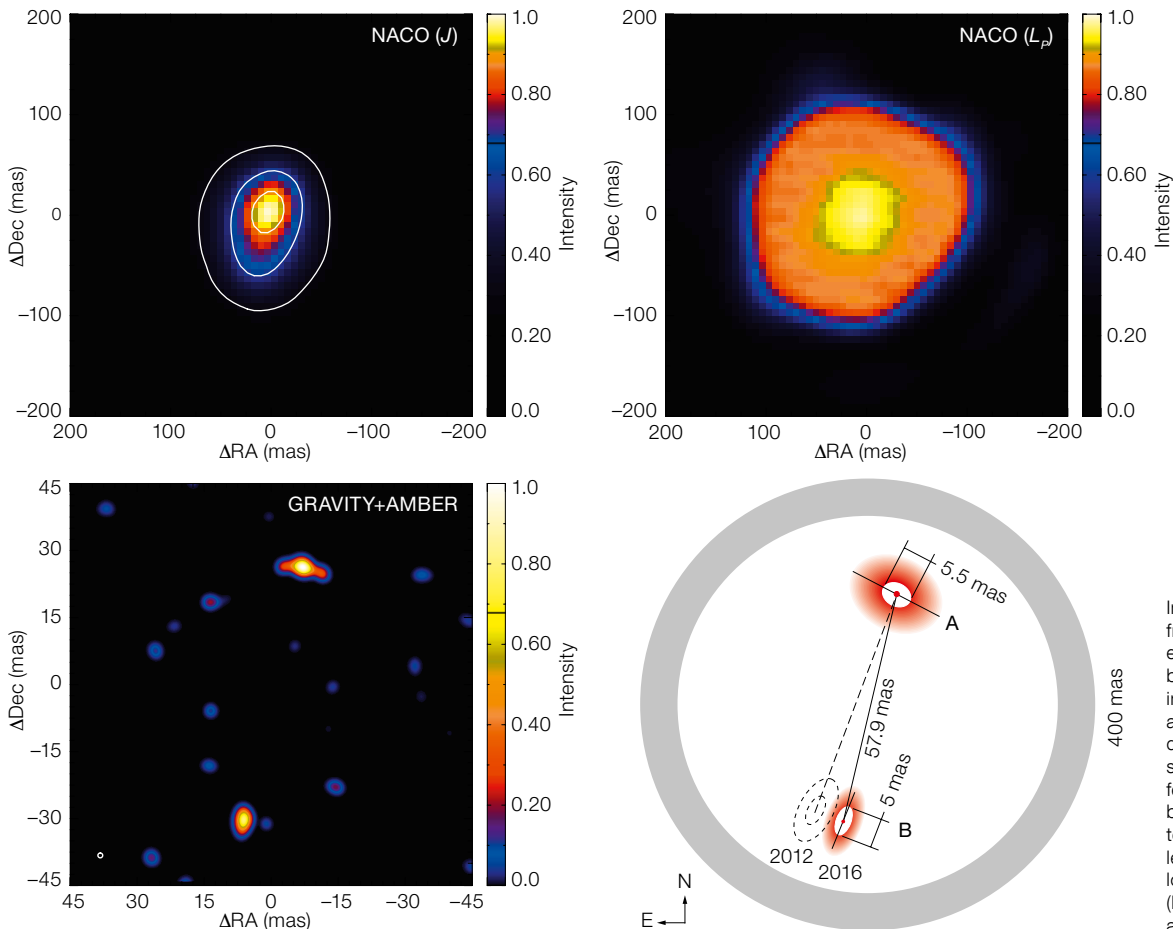 200
NACO (J)
1.0
100
0.80
0
0.60
0.40
–100
0.20
–200
0.0
200
100
0
–100
–200
ΔDec (mas)
ΔRA (mas)
Intensity
200
NACO (Lp)
1.0
100
0.80
0
0.60
0.40
–100
0.20
–200
0.0
200
100
0
–100
–200
ΔDec (mas)
ΔRA (mas)
Intensity
45
GRAVITY+AMBER
1.0
30
0.80
15
0.60
0
0.40
–15
0.20
–30
–45
0.0
45
30
15
0
–15
–30
–45
ΔDec (mas)
ΔRA (mas)
Intensity
5.5 mas
A
57.9 mas
5 mas
B
2012
2016
400 mas
N
E